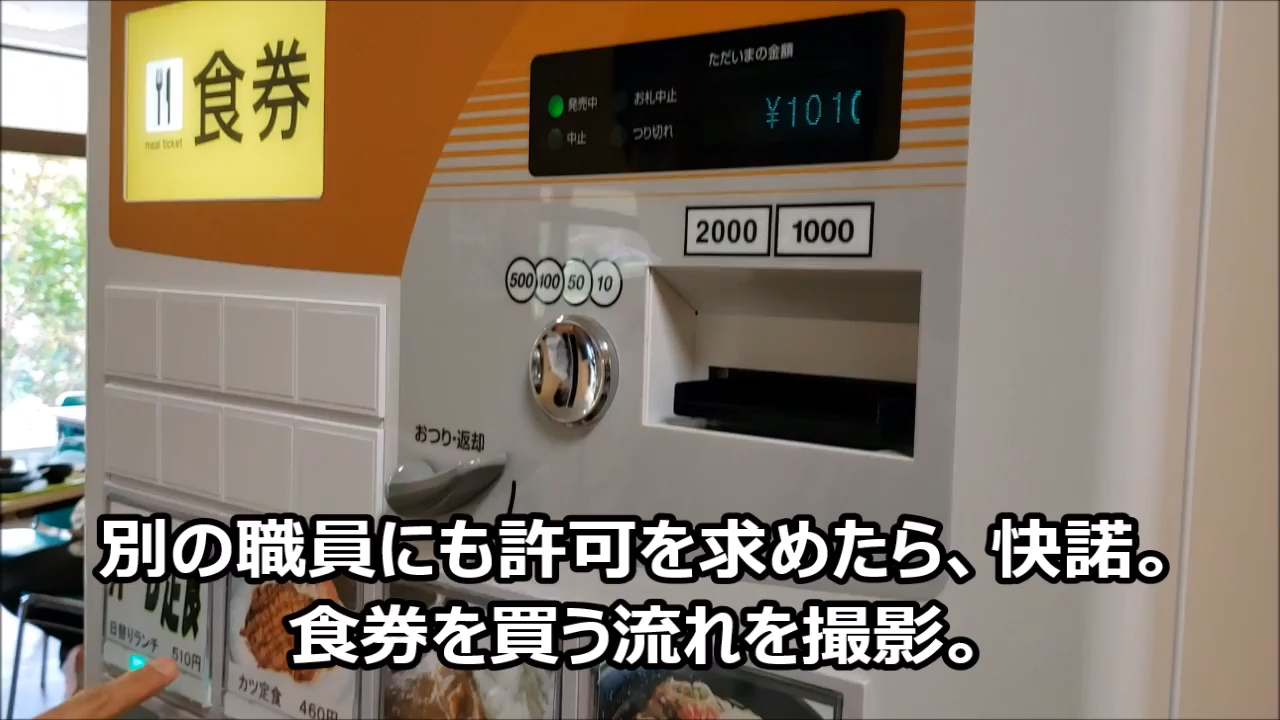 食券
meal ticket
ただいまの金額
発売中
お札中止
中止
つり切れ
¥101
2000
1000
500
100
50
10
おつり・返却
別の職員にも許可を求めたら、快諾。
食券を買う流れを撮影。
定食
日替りランチ
510円
カツ定食
460円